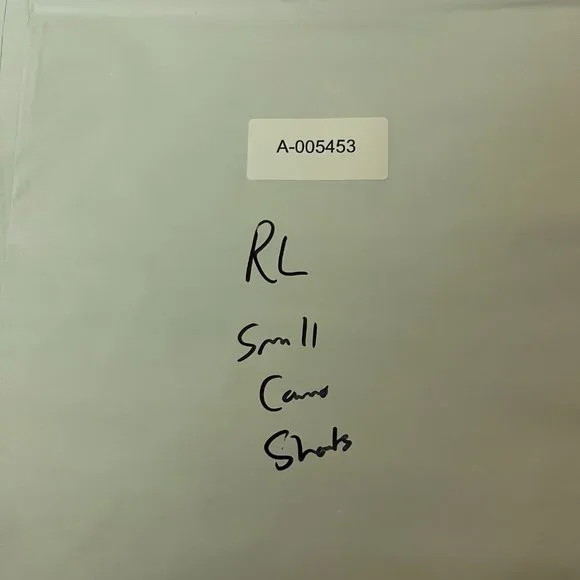 A-005453
RL
Small
Camo
Shorts